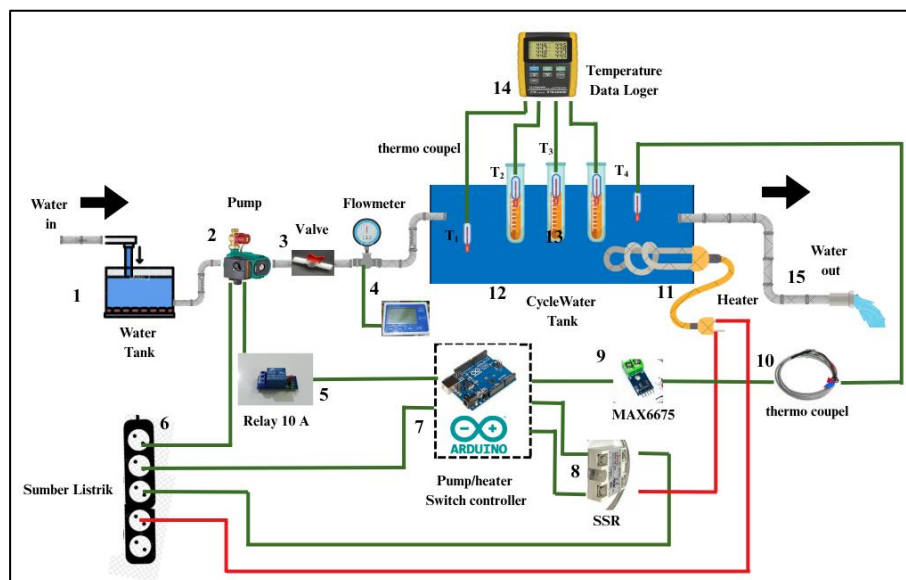 14
Temperature
Data Loger
thermo coupel
T3
T2
T4
Water
in
Pump
Flowmeter
2
3
Valve
T1
13
1
4
12
11
15
Water
out
Water
Tank
CycleWater
Tank
Heater
5
9
10
Relay 10 A
MAX6675
thermo coupel
6
7
ARDUINO
8
Sumber Listrik
Pump/heater
Switch controller
SSR